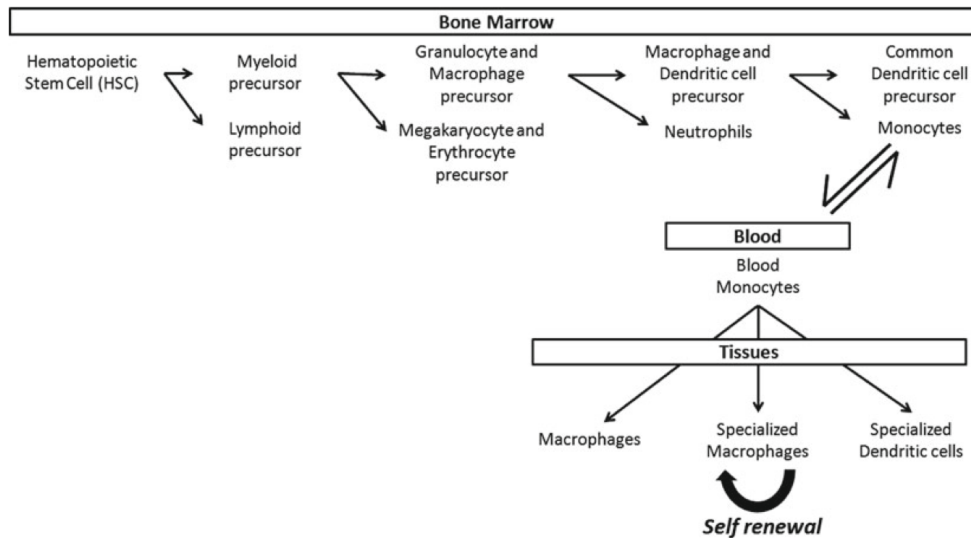 Bone Marrow
Hematopoietic
Stem Cell (HSC)
Myeloid
precursor
Lymphoid
precursor
Granulocyte and
Macrophage
precursor
Megakaryocyte and
Erythrocyte
precursor
Macrophage and
Dendritic cell
precursor
Neutrophils
Common
Dendritic cell
precursor
Monocytes
Blood
Blood
Monocytes
Tissues
Macrophages
Specialized
Macrophages
Specialized
Dendritic cells
Self renewal